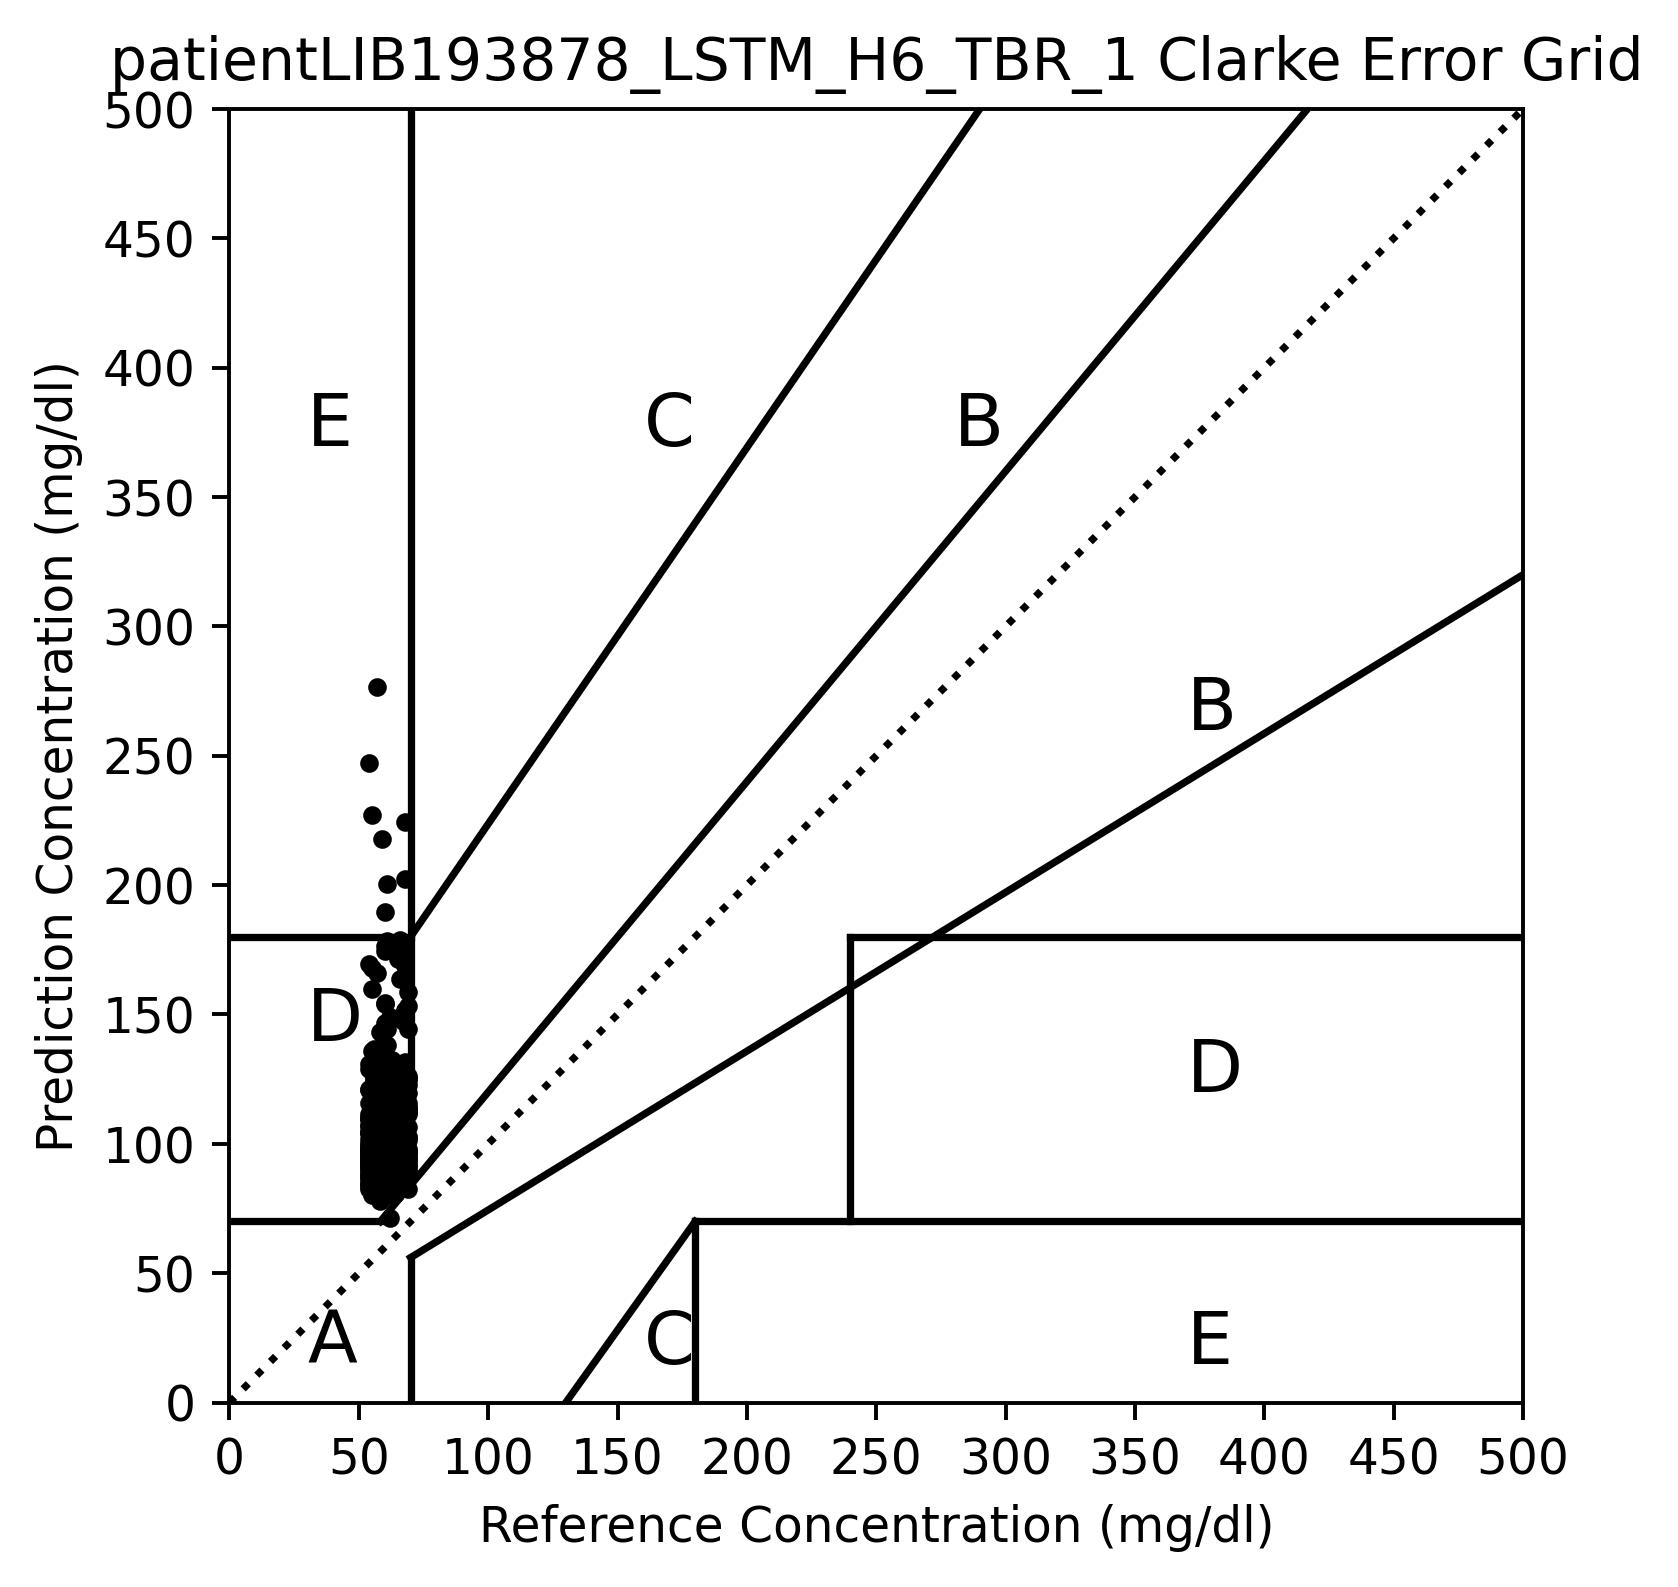 patientLIB193878_LSTM_H6_TBR_1 Clarke Error Grid
Prediction Concentration (mg/dl)
500
450
400
350
300
250
200
150
100
50
0
E
C
B
B
D
D
A
C
E
0 50 100 150 200 250 300 350 400 450 500
Reference Concentration (mg/dl)